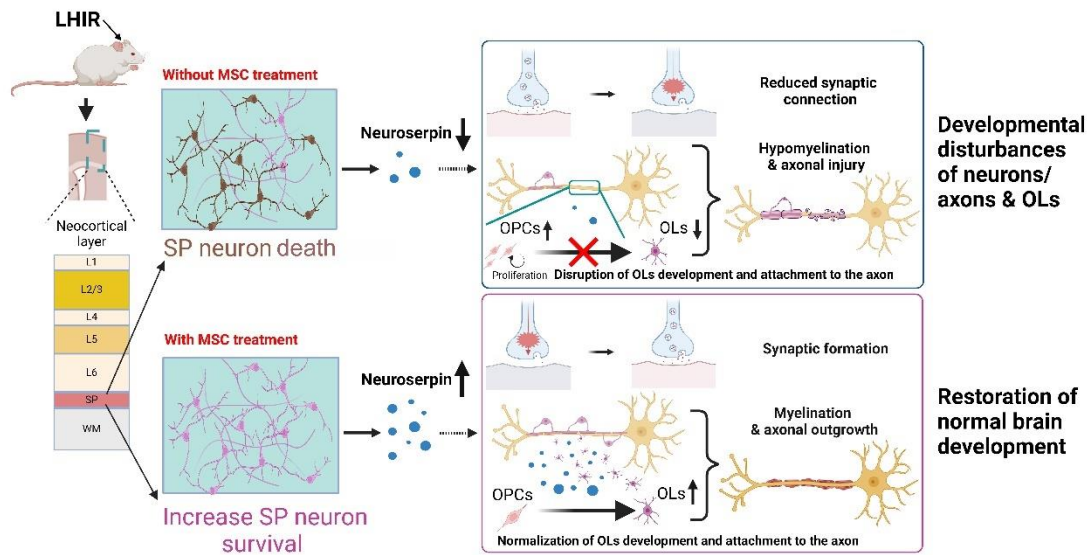 LHIR
Neocortical
layer
L1
L2/3
L4
L5
L6
SP
WM
Without MSC treatment
SP neuron death
Neuroserpin
Reduced synaptic
connection
Hypomyelination
& axonal injury
OPCs
OLs
Proliferation
Disruption of OLs development and attachment to the axon
Developmental
disturbances
of neurons/
axons & OLs
With MSC treatment
Increase SP neuron
survival
Neuroserpin
Synaptic formation
Myelination
& axonal outgrowth
OPCs
OLs
Normalization of OLs development and attachment to the axon
Restoration of
normal brain
development